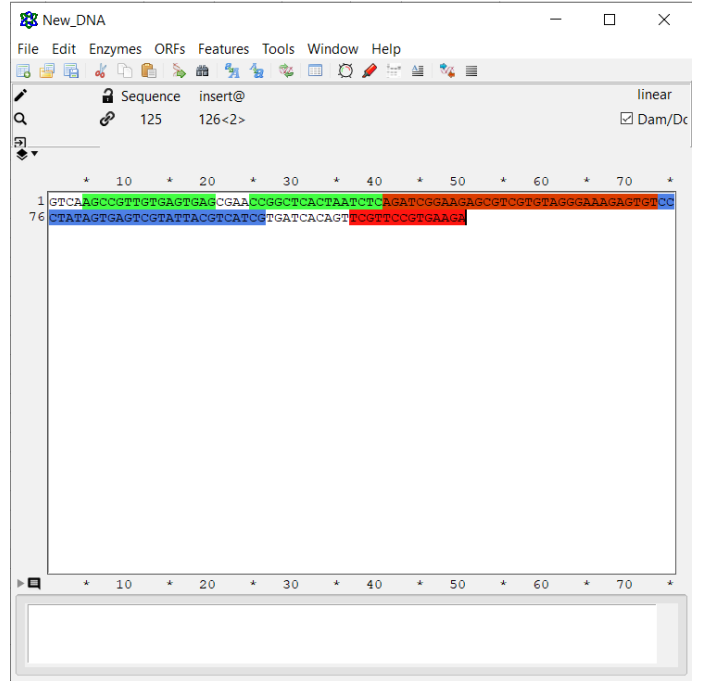 New_DNA
File Edit Enzymes ORFs Features Tools Window Help
Sequence insert@ linear
125 126<2> Dam/Dc
* 10 * 20 * 30 * 40 * 50 * 60 * 70 *
1 GTCAAGCCGTTGTGAGTGAGCGAACCGGCTCACTAATCTCAGATCGGAAGAGCGTCGTGTAGGGAAAGAGTGTCC
76 CTATAGTGAGTCGTATTACGTCATCGTGATCACAGTTCGTTCCGTGAAGA
* 10 * 20 * 30 * 40 * 50 * 60 * 70 *